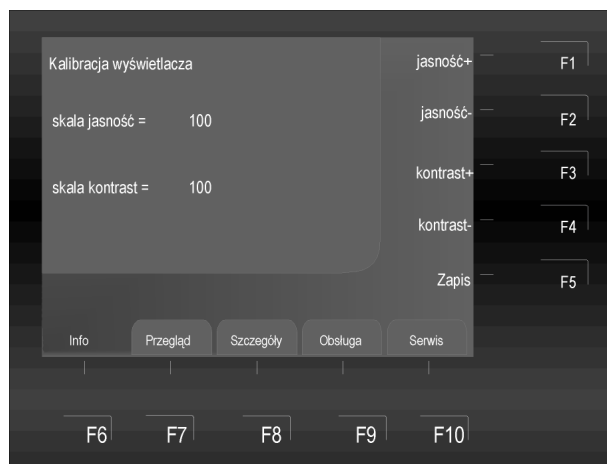 Kalibracja wyświetlacza
skala jasność = 100
skala kontrast = 100
jasność+ F1
jasność- F2
kontrast+ F3
kontrast- F4
Zapis F5
Info Przegląd Szczegóły Obsługa Serwis
F6 F7 F8 F9 F10